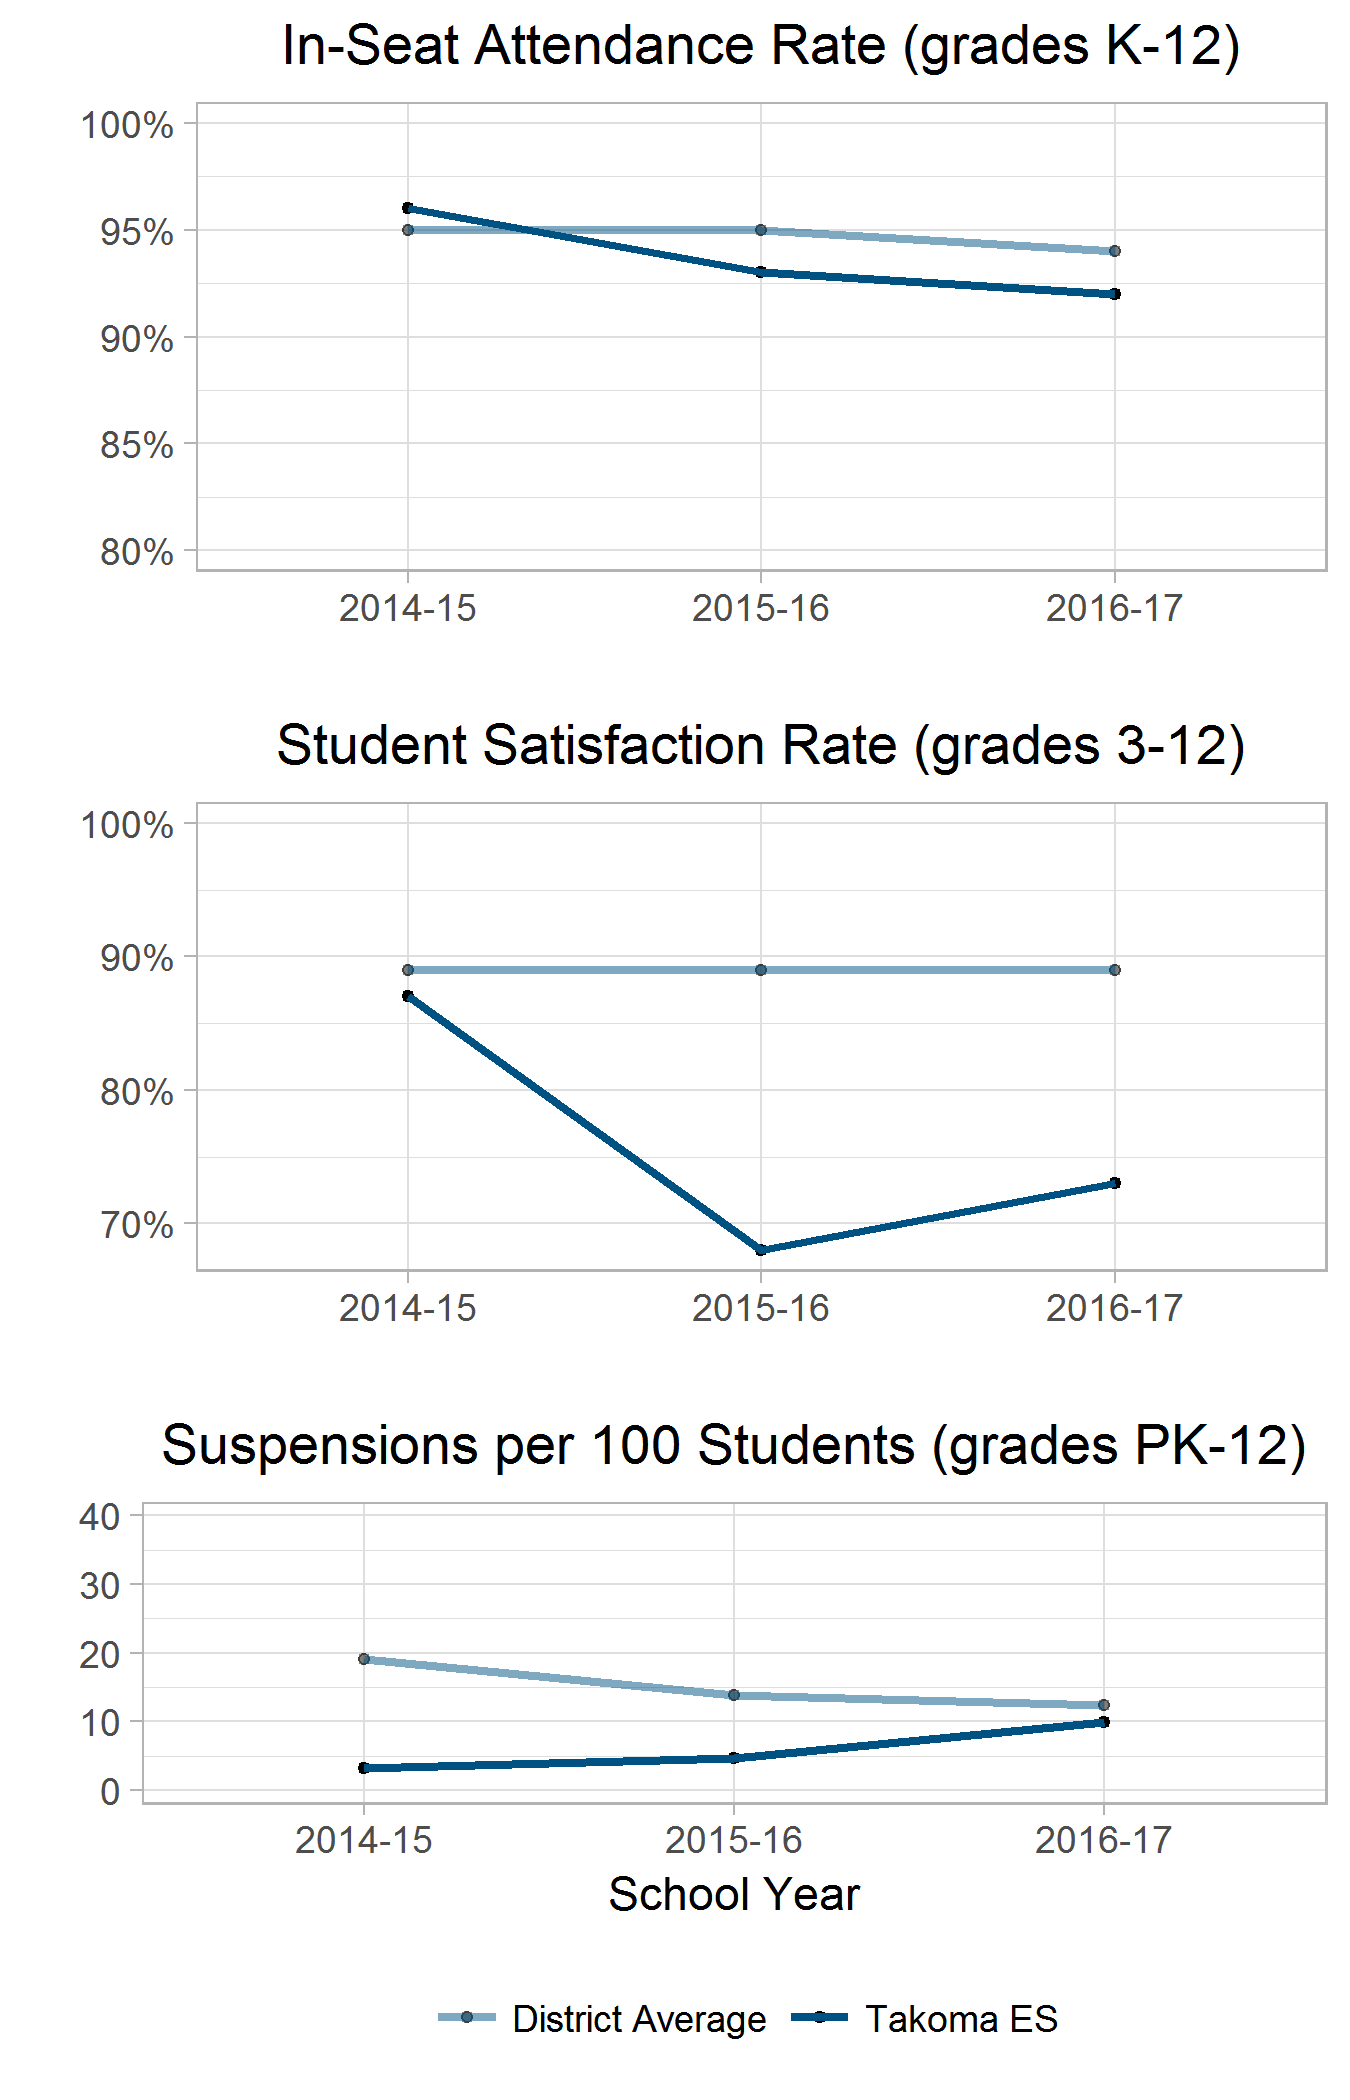 In-Seat Attendance Rate (grades K-12)
100%
95%
90%
85%
80%
2014-15 2015-16 2016-17
Student Satisfaction Rate (grades 3-12)
100%
90%
80%
70%
2014-15 2015-16 2016-17
Suspensions per 100 Students (grades PK-12)
40
30
20
10
0
2014-15 2015-16 2016-17
School Year
District Average Takoma ES